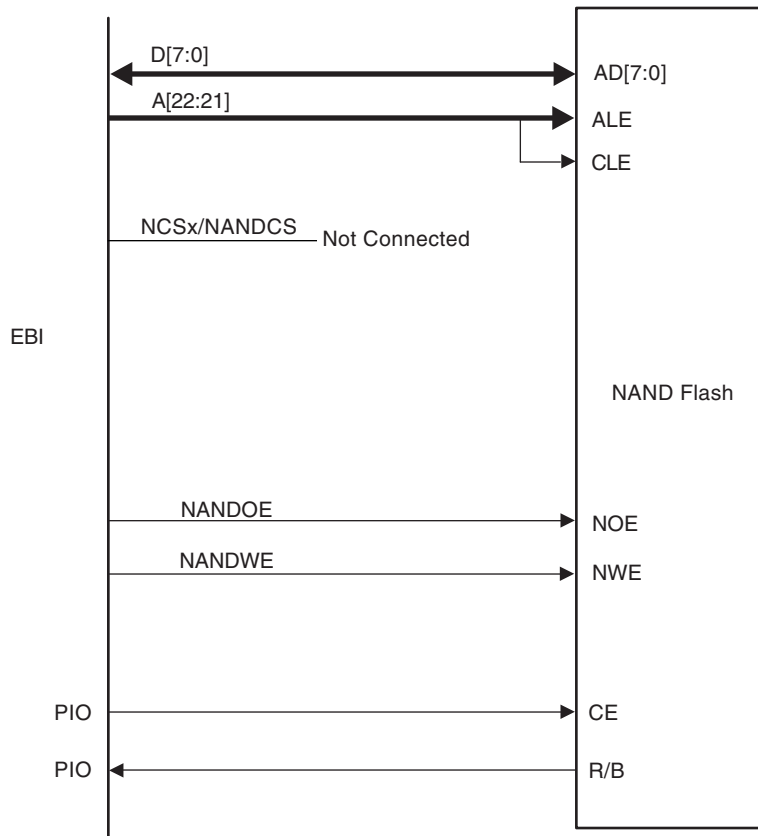 D[7:0]
AD[7:0]
A[22:21]
ALE
CLE
NCSx/NANDCS
Not Connected
EBI
NAND Flash
NANDOE
NOE
NANDWE
NWE
PIO
CE
PIO
R/B